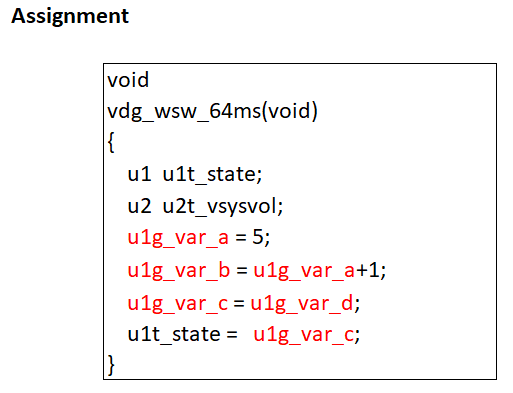 Assignment
void
vdg_wsw_64ms(void)
{
u1 u1t_state;
u2 u2t_vsysvol;
u1g_var_a = 5;
u1g_var_b = u1g_var_a+1;
u1g_var_c = u1g_var_d;
u1t_state = u1g_var_c;
}